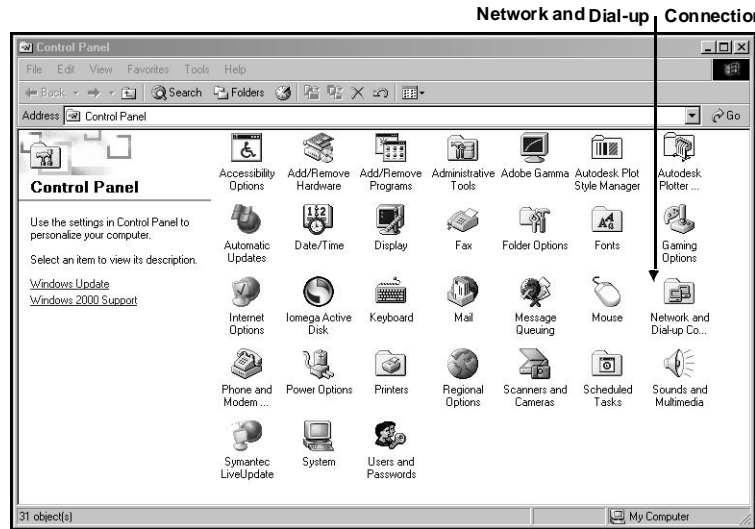 Network and Dial-up Connection
Control Panel
File Edit View Favorites Tools Help
Back Search Folders
Address Control Panel Go
Control Panel
Use the settings in Control Panel to
personalize your computer.
Select an item to view its description.
Windows Update
Windows 2000 Support
Accessibility
Options
Add/Remove
Hardware
Add/Remove
Programs
Administrative
Tools
Adobe Gamma
Autodesk Plot
Style Manager
Autodesk
Plotter ...
Automatic
Updates
Date/Time
Display
Fax
Folder Options
Fonts
Gaming
Options
Internet
Options
Iomega Active
Disk
Keyboard
Mail
Message
Queuing
Mouse
Network and
Dial-up Co...
Phone and
Modem ...
Power Options
Printers
Regional
Options
Scanners and
Cameras
Scheduled
Tasks
Sounds and
Multimedia
Symantec
LiveUpdate
System
Users and
Passwords
31 object(s)
My Computer